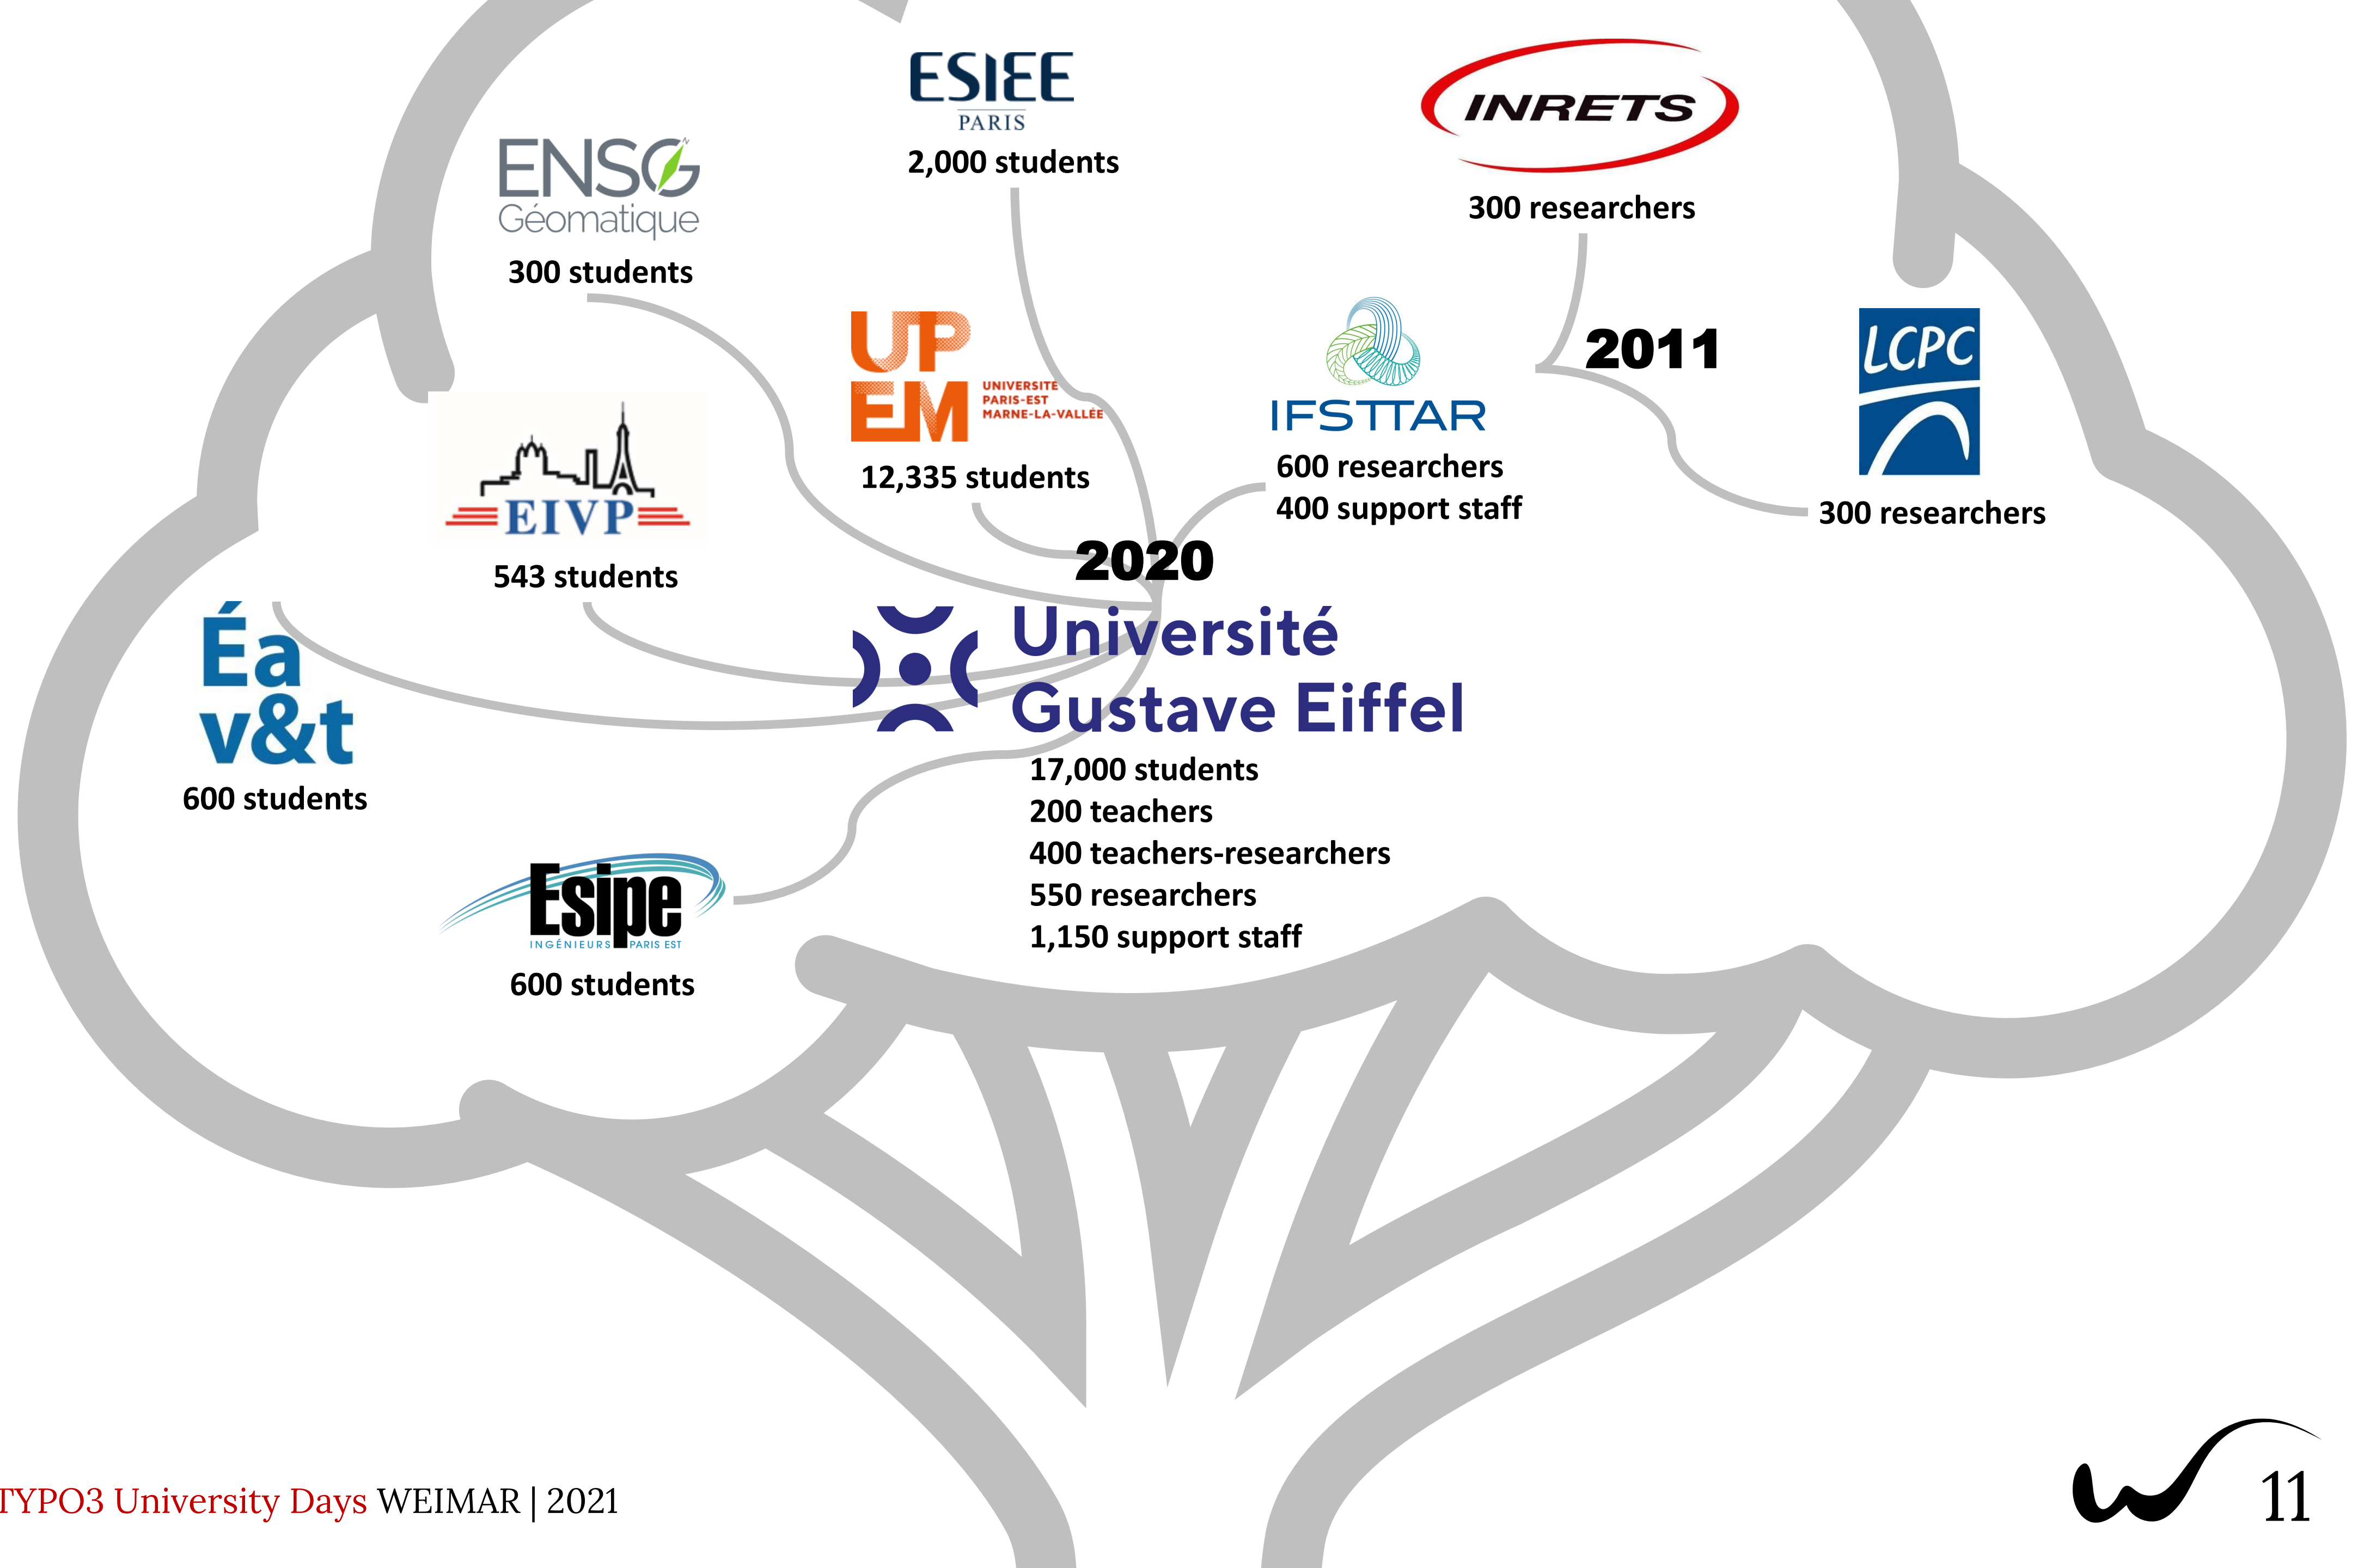 ESIEE
PARIS
2,000 students
INRETS
300 researchers
ENSG
Géomatique
300 students
UP
EM
UNIVERSITÉ
PARIS-EST
MARNE-LA-VALLÉE
12,335 students
IFSTTAR
600 researchers
400 support staff
2011
LCPC
300 researchers
EIVP
543 students
2020
Université
Gustave Eiffel
17,000 students
200 teachers
400 teachers-researchers
550 researchers
1,150 support staff
Éa
v&t
600 students
Esipe
INGÉNIEURS PARIS EST
600 students
TYPO3 University Days WEIMAR | 2021
w 11